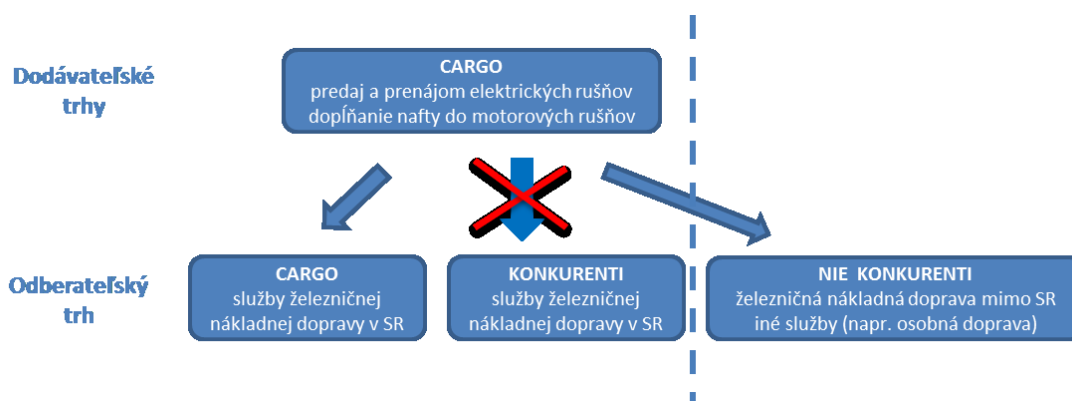 Dodávateľské
trhy
CARGO
predaj a prenájom elektrických rušňov
dopĺňanie nafty do motorových rušňov
Odberateľský
trh
CARGO
služby železničnej
nákladnej dopravy v SR
KONKURENTI
služby železničnej
nákladnej dopravy v SR
NIE KONKURENTI
železničná nákladná doprava mimo SR
iné služby (napr. osobná doprava)